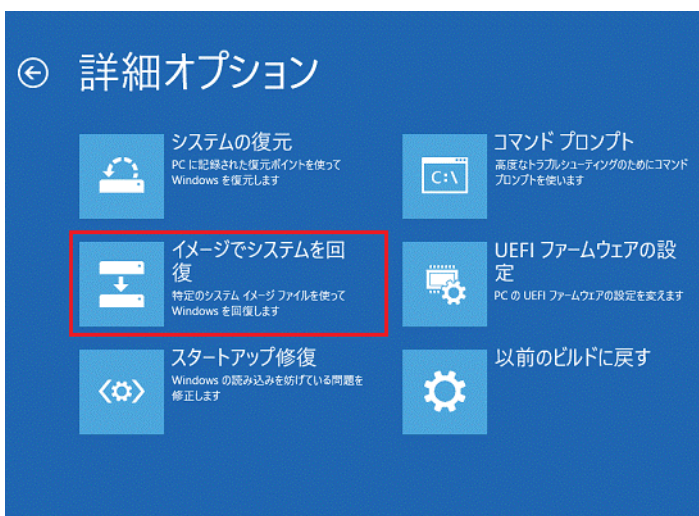 詳細オプション
システムの復元
PC に記録された復元ポイントを使って
Windows を復元します
イメージでシステムを回
復
特定のシステム イメージ ファイルを使って
Windows を回復します
スタートアップ修復
Windows の読み込みを妨げている問題を
修正します
コマンド プロンプト
高度なトラブルシューティングのためにコマンド
プロンプトを使います
C:\
UEFI ファームウェアの設
定
PC の UEFI ファームウェアの設定を変えます
以前のビルドに戻す